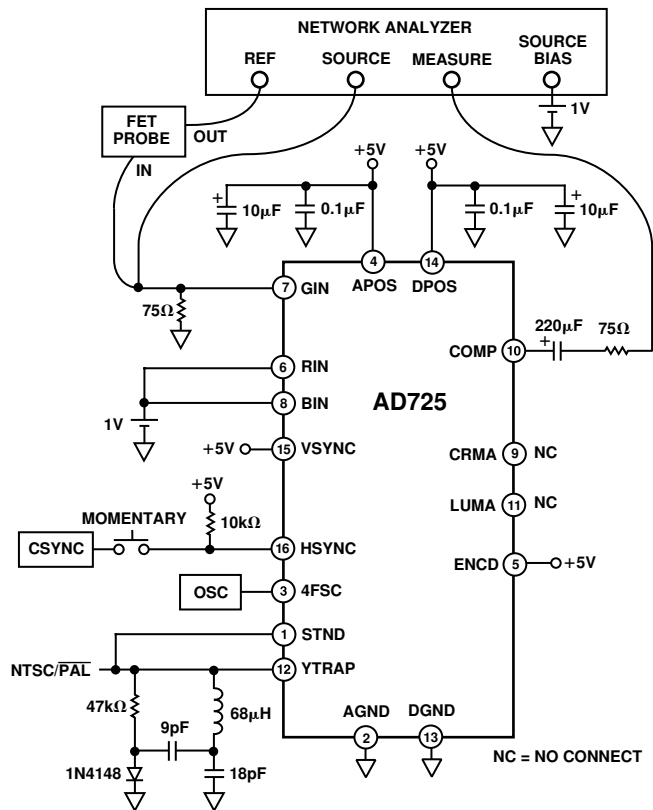 NETWORK ANALYZER
REF
SOURCE
MEASURE
SOURCE
BIAS
1V
FET
PROBE
OUT
IN
+5V
+5V
+
10μF
0.1μF
0.1μF
+
10μF
4
APOS
14
DPOS
7
GIN
75Ω
220μF
+
75Ω
COMP
10
6
RIN
8
BIN
AD725
1V
+5V
15
VSYNC
CRMA
9
NC
+5V
10kΩ
LUMA
11
NC
MOMENTARY
CSYNC
16
HSYNC
ENCD
5
+5V
OSC
3
4FSC
1
STND
NTSC/P̅A̅L̅
12
YTRAP
47kΩ
68μH
9pF
1N4148
18pF
AGND
2
DGND
13
NC = NO CONNECT